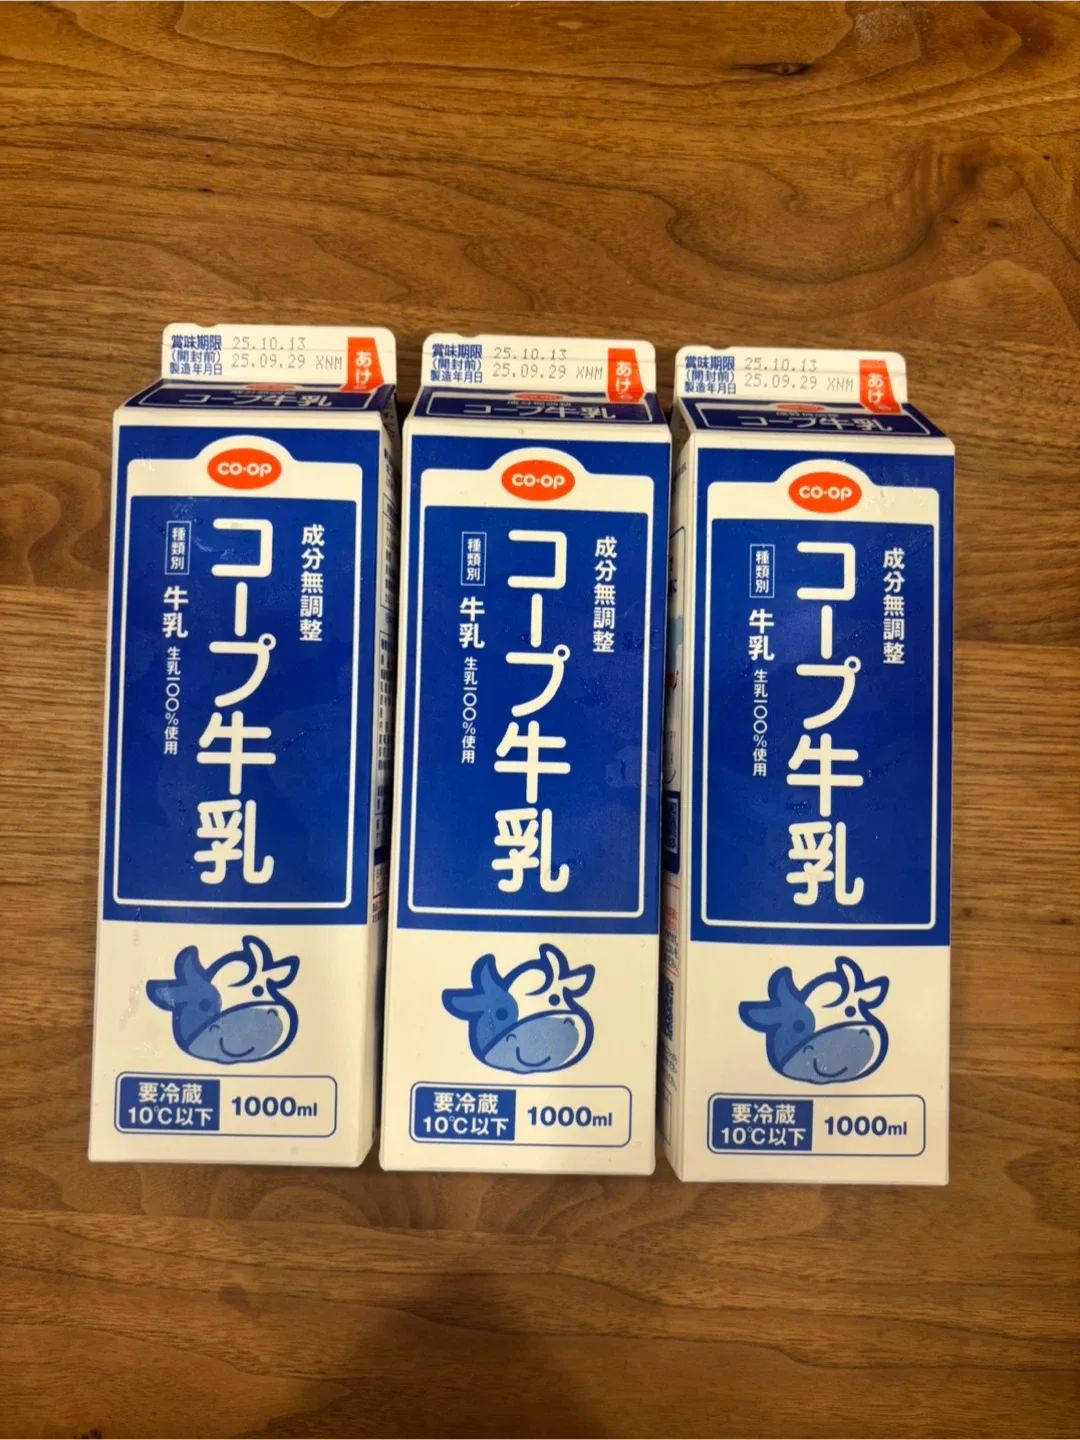 賞味期限 25.10.13
(開封前) 25.09.29 XNM
製造年月日
あけ
コープ牛乳
CO・OP
成分無調整
コープ牛乳
種類別
牛乳
生乳一〇〇%使用
要冷蔵
10℃以下
1000ml
賞味期限 25.10.13
(開封前) 25.09.29 XNM
製造年月日
あけ
成分無調整
コープ牛乳
CO・OP
成分無調整
コープ牛乳
種類別
牛乳
生乳一〇〇%使用
要冷蔵
10℃以下
1000ml
賞味期限 25.10.13
(開封前) 25.09.29 XNM
製造年月日
あけ
コープ牛乳
CO・OP
成分無調整
コープ牛乳
種類別
牛乳
生乳一〇〇%使用
要冷蔵
10℃以下
1000ml